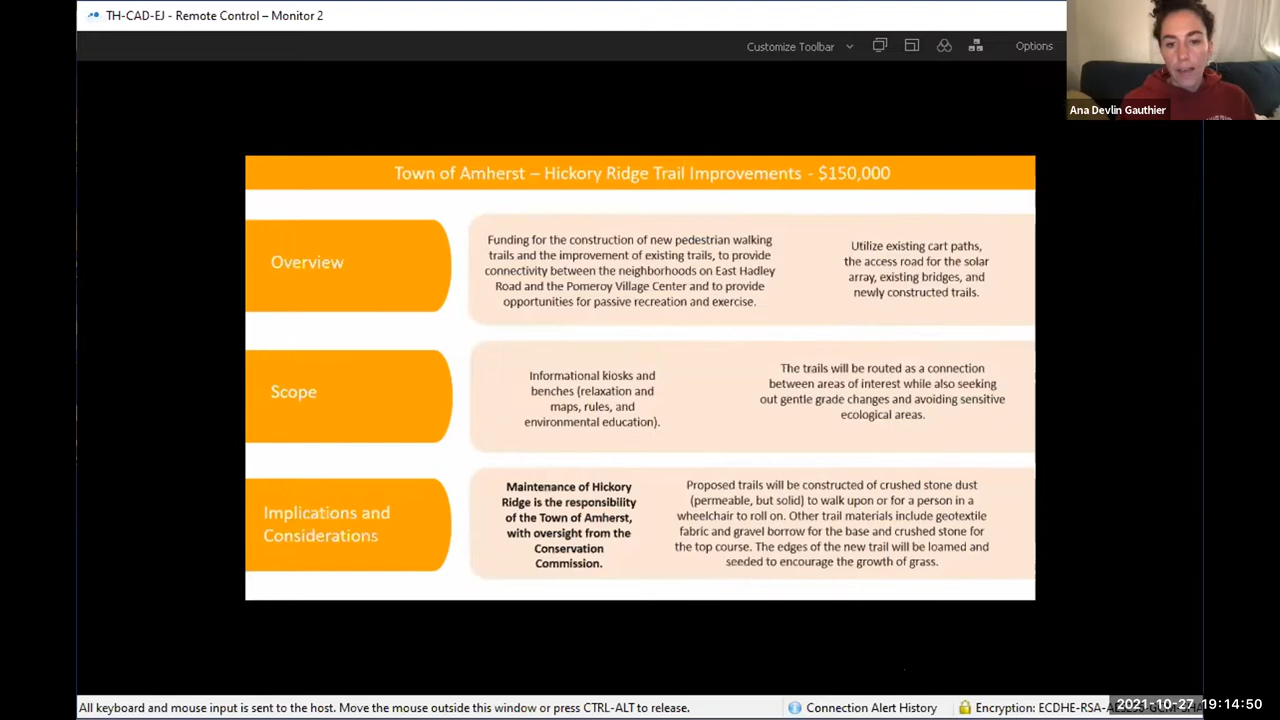 TH-CAD-EJ - Remote Control – Monitor 2
Customize Toolbar
Options
Ana Devlin Gauthier
Town of Amherst – Hickory Ridge Trail Improvements - $150,000
Overview
Funding for the construction of new pedestrian walking
trails and the improvement of existing trails, to provide
connectivity between the neighborhoods on East Hadley
Road and the Pomeroy Village Center and to provide
opportunities for passive recreation and exercise.
Utilize existing cart paths,
the access road for the solar
array, existing bridges, and
newly constructed trails.
Scope
Informational kiosks and
benches (relaxation and
maps, rules, and
environmental education).
The trails will be routed as a connection
between areas of interest while also seeking
out gentle grade changes and avoiding sensitive
ecological areas.
Implications and
Considerations
Maintenance of Hickory
Ridge is the responsibility
of the Town of Amherst,
with oversight from the
Conservation
Commission.
Proposed trails will be constructed of crushed stone dust
(permeable, but solid) to walk upon or for a person in a
wheelchair to roll on. Other trail materials include geotextile
fabric and gravel borrow for the base and crushed stone for
the top course. The edges of the new trail will be loamed and
seeded to encourage the growth of grass.
All keyboard and mouse input is sent to the host. Move the mouse outside this window or press CTRL-ALT to release.
Connection Alert History
Encryption: ECDHE-RSA-
2021-10-27 19:14:50